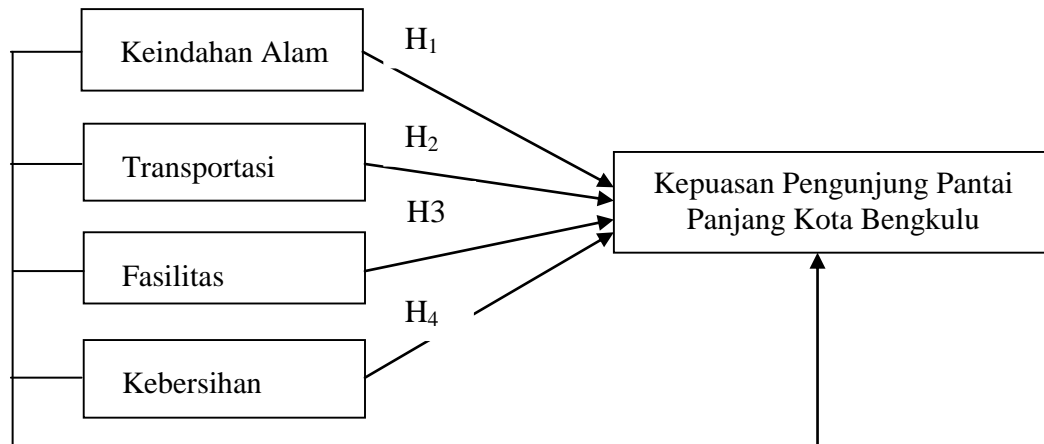 Keindahan Alam
H₁
Transportasi
H₂
Fasilitas
H3
Kebersihan
H₄
Kepuasan Pengunjung Pantai
Panjang Kota Bengkulu